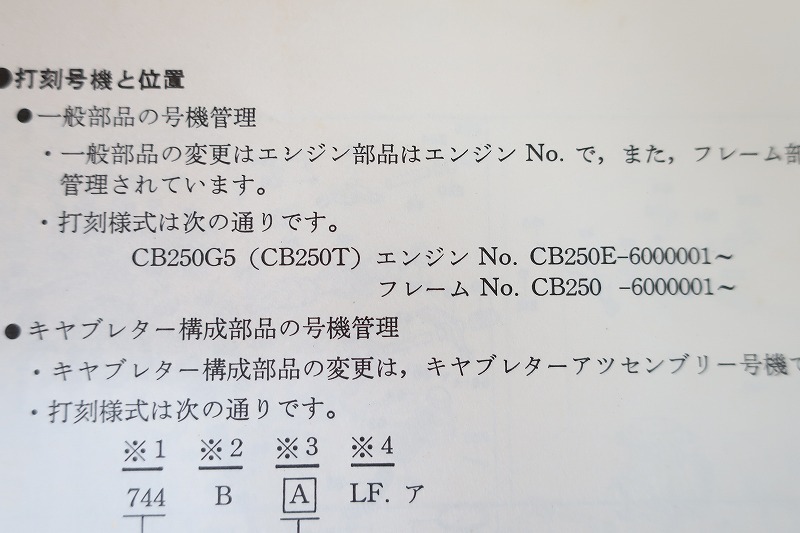 ●打刻号機と位置
●一般部品の号機管理
・一般部品の変更はエンジン部品はエンジン No. で，また，フレーム部
管理されています。
・打刻様式は次の通りです。
CB250G5 (CB250T) エンジン No. CB250E-6000001～
フレーム No. CB250 -6000001～
●キヤブレター構成部品の号機管理
・キヤブレター構成部品の変更は，キヤブレターアツセンブリー号機で
・打刻様式は次の通りです。
※1 ※2 ※3 ※4
744 B A LF. ア